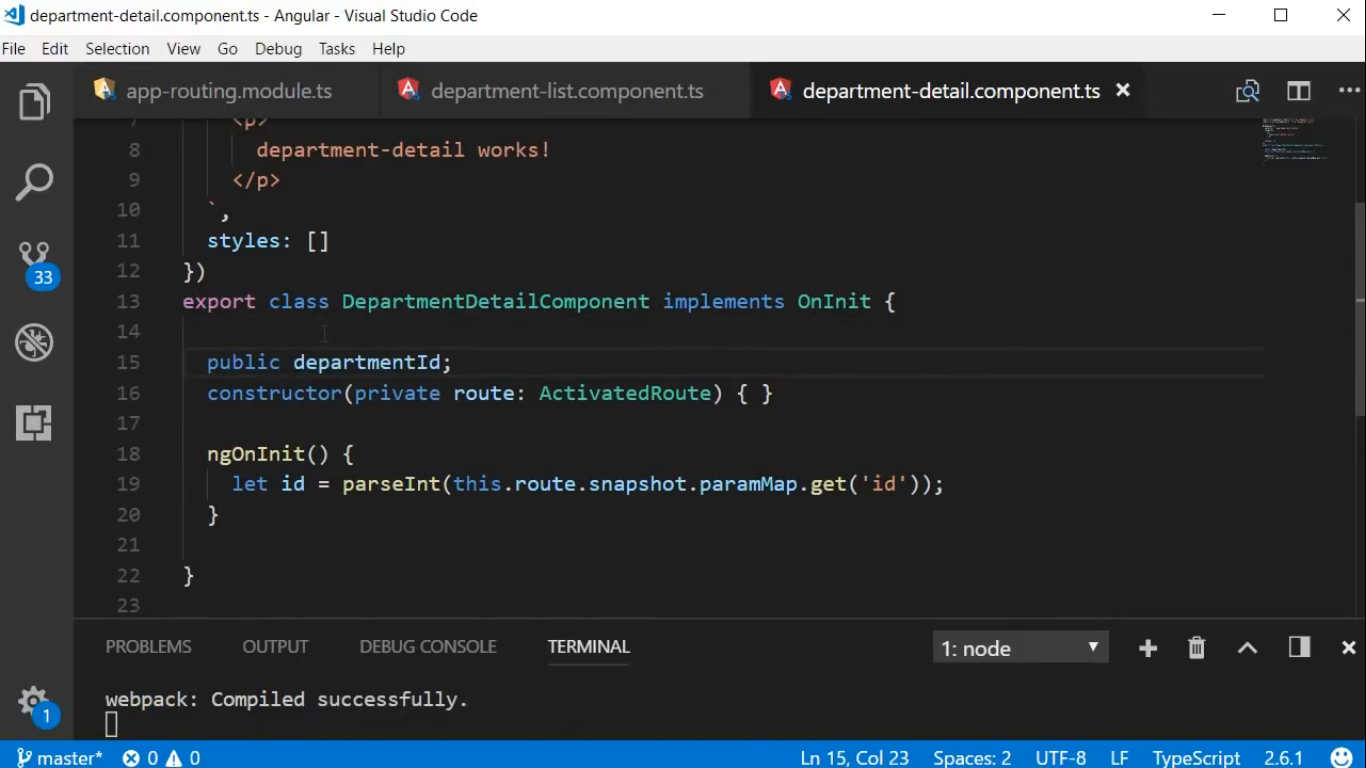 department-detail.component.ts - Angular - Visual Studio Code
File Edit Selection View Go Debug Tasks Help
app-routing.module.ts department-list.component.ts department-detail.component.ts
7 <p>
8 department-detail works!
9 </p>
10 `,
11 styles: []
12 })
13 export class DepartmentDetailComponent implements OnInit {
14
15 public departmentId;
16 constructor(private route: ActivatedRoute) { }
17
18 ngOnInit() {
19 let id = parseInt(this.route.snapshot.paramMap.get('id'));
20 }
21
22 }
23
33
1
PROBLEMS OUTPUT DEBUG CONSOLE TERMINAL 1: node
webpack: Compiled successfully.
master* 0 0 Ln 15, Col 23 Spaces: 2 UTF-8 LF TypeScript 2.6.1